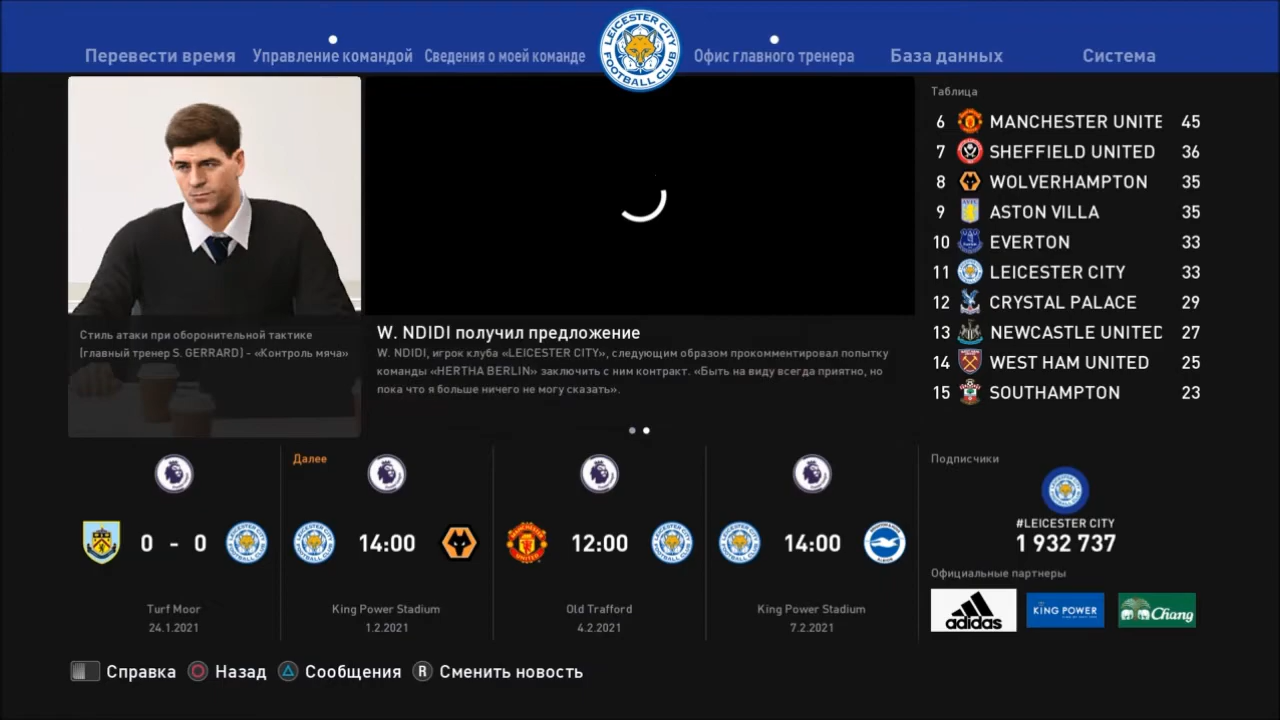 Перевести время
Управление командой
Сведения о моей команде
LEICESTER CITY
FOOTBALL CLUB
Офис главного тренера
База данных
Система
Стиль атаки при оборонительной тактике
[главный тренер S. GERRARD] - «Контроль мяча»
W. NDIDI получил предложение
W. NDIDI, игрок клуба «LEICESTER CITY», следующим образом прокомментировал попытку
команды «HERTHA BERLIN» заключить с ним контракт. «Быть на виду всегда приятно, но
пока что я больше ничего не могу сказать».
Таблица
6 MANCHESTER UNITE 45
7 SHEFFIELD UNITED 36
8 WOLVERHAMPTON 35
9 ASTON VILLA 35
10 EVERTON 33
11 LEICESTER CITY 33
12 CRYSTAL PALACE 29
13 NEWCASTLE UNITED 27
14 WEST HAM UNITED 25
15 SOUTHAMPTON 23
0 - 0
Turf Moor
24.1.2021
Далее
14:00
King Power Stadium
1.2.2021
12:00
Old Trafford
4.2.2021
14:00
King Power Stadium
7.2.2021
Подписчики
#LEICESTER CITY
1 932 737
Официальные партнеры
adidas
KING POWER
Chang
Справка
Назад
Сообщения
R Сменить новость